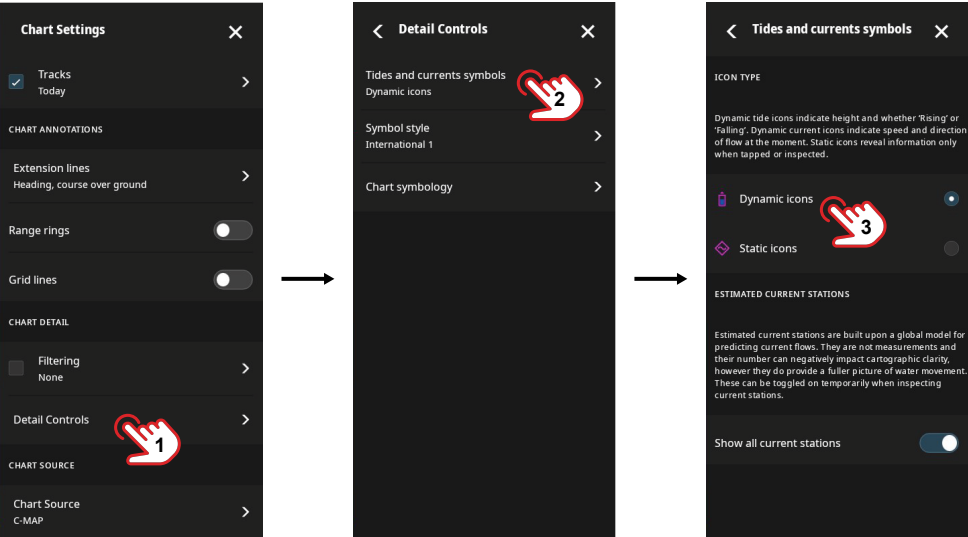 Chart Settings
Tracks
Today
CHART ANNOTATIONS
Extension lines
Heading, course over ground
Range rings
Grid lines
CHART DETAIL
Filtering
None
Detail Controls
1
CHART SOURCE
Chart Source
C-MAP
Detail Controls
Tides and currents symbols
Dynamic icons
2
Symbol style
International 1
Chart symbology
Tides and currents symbols
ICON TYPE
Dynamic tide icons indicate height and whether 'Rising' or
'Falling'. Dynamic current icons indicate speed and direction
of flow at the moment. Static icons reveal information only
when tapped or inspected.
Dynamic icons
3
Static icons
ESTIMATED CURRENT STATIONS
Estimated current stations are built upon a global model for
predicting current flows. They are not measurements and
their number can negatively impact cartographic clarity,
however they do provide a fuller picture of water movement.
These can be toggled on temporarily when inspecting
current stations.
Show all current stations